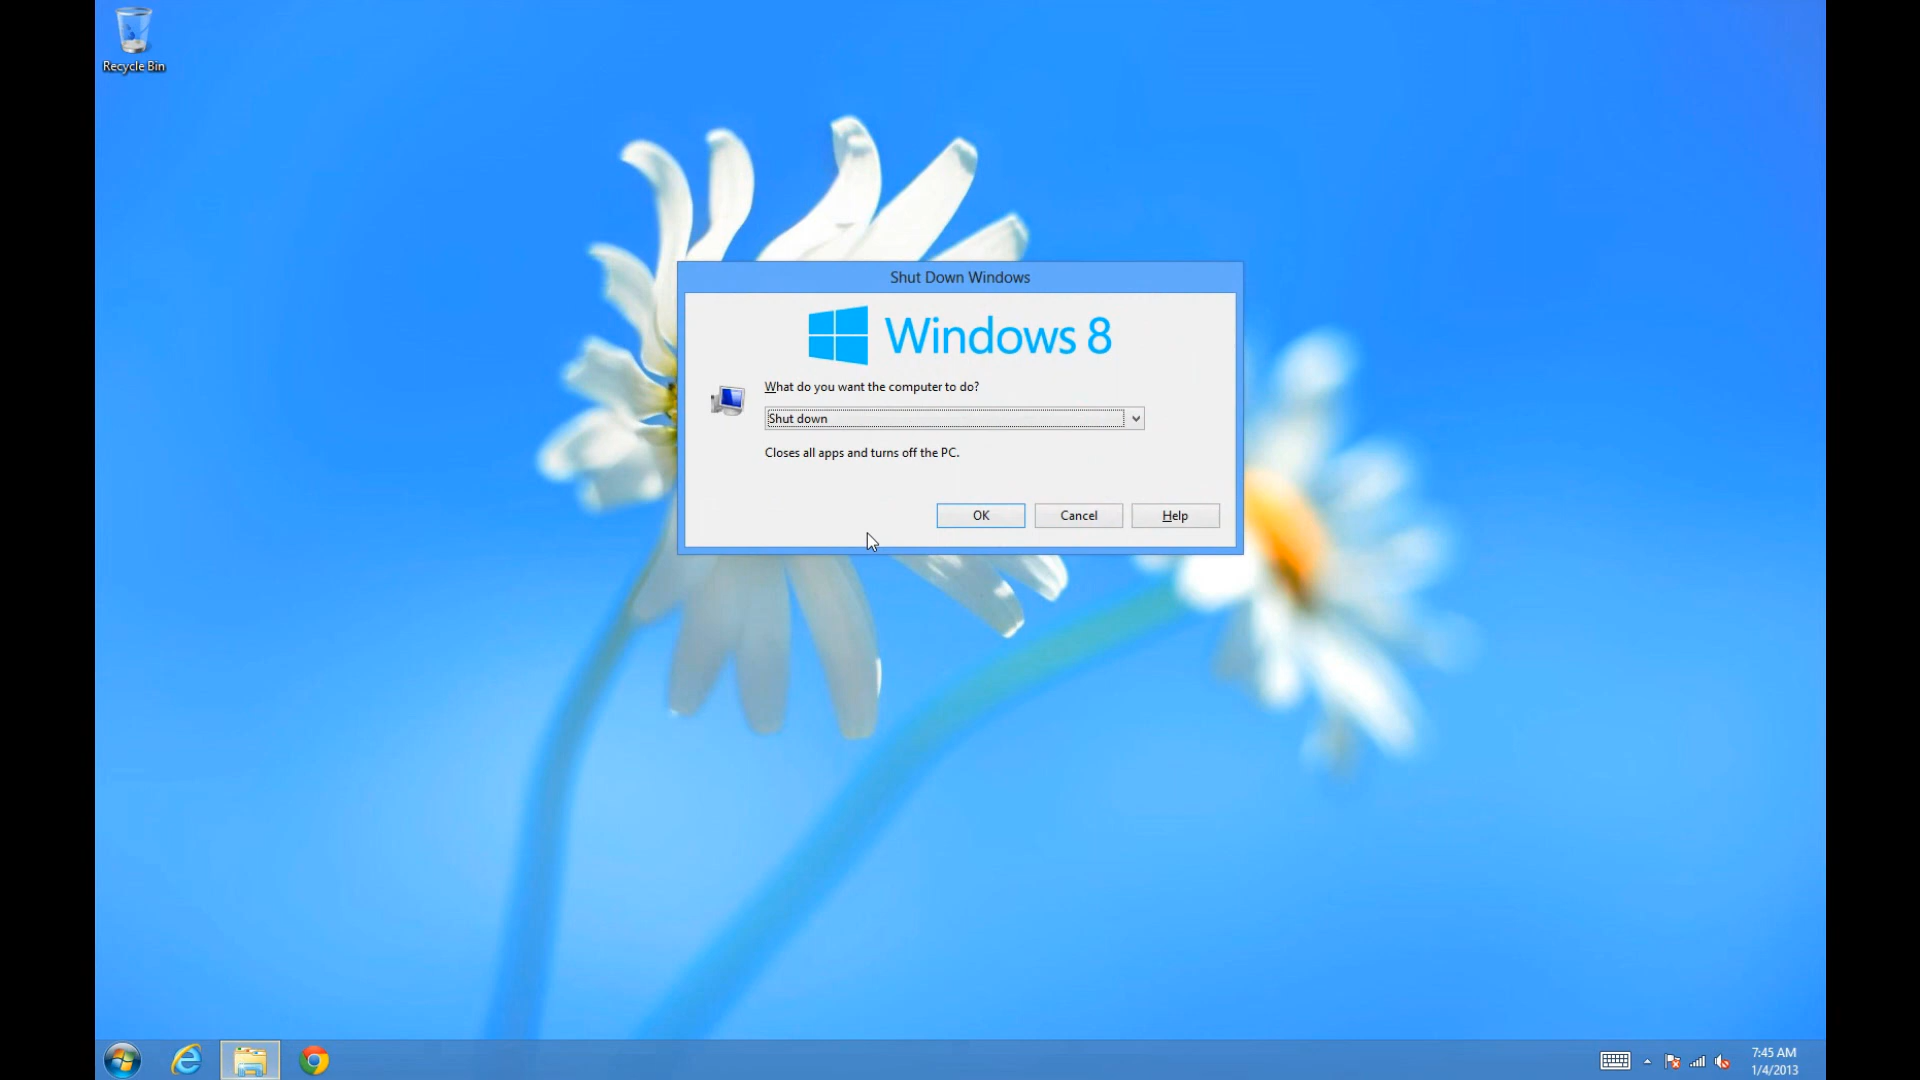 Recycle Bin
Shut Down Windows
Windows 8
What do you want the computer to do?
Shut down
Closes all apps and turns off the PC.
OK
Cancel
Help
7:45 AM
1/4/2013